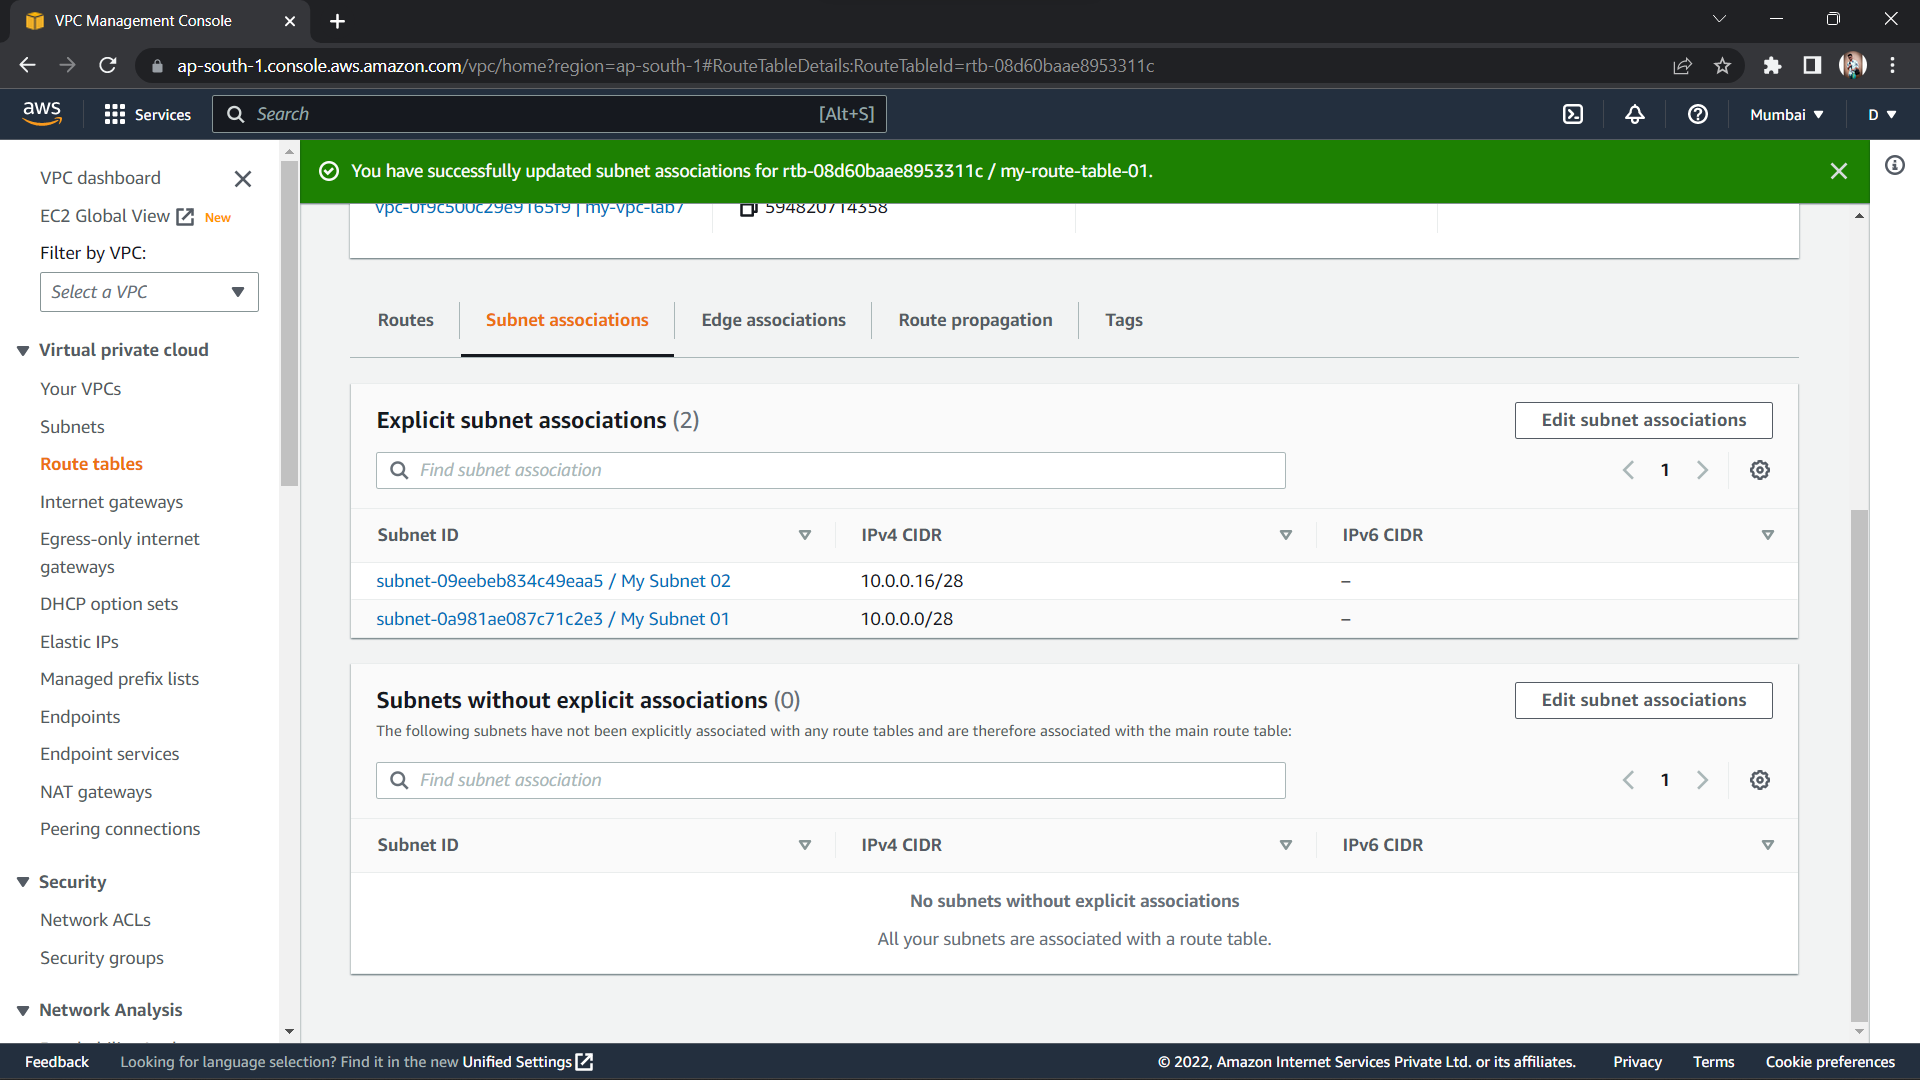 VPC Management Console
ap-south-1.console.aws.amazon.com/vpc/home?region=ap-south-1#RouteTableDetails:RouteTableId=rtb-08d60baae8953311c
aws
Services
Search
[Alt+S]
Mumbai
D
VPC dashboard
EC2 Global View New
Filter by VPC:
Select a VPC
Virtual private cloud
Your VPCs
Subnets
Route tables
Internet gateways
Egress-only internet
gateways
DHCP option sets
Elastic IPs
Managed prefix lists
Endpoints
Endpoint services
NAT gateways
Peering connections
Security
Network ACLs
Security groups
Network Analysis
You have successfully updated subnet associations for rtb-08d60baae8953311c / my-route-table-01.
vpc-0f9c500c29e9165f9 | my-vpc-lab7
594820714358
Routes
Subnet associations
Edge associations
Route propagation
Tags
Explicit subnet associations (2)
Edit subnet associations
Find subnet association
1
Subnet ID
IPv4 CIDR
IPv6 CIDR
subnet-09eebeb834c49eaa5 / My Subnet 02
10.0.0.16/28
–
subnet-0a981ae087c71c2e3 / My Subnet 01
10.0.0.0/28
–
Subnets without explicit associations (0)
Edit subnet associations
The following subnets have not been explicitly associated with any route tables and are therefore associated with the main route table:
Find subnet association
1
Subnet ID
IPv4 CIDR
IPv6 CIDR
No subnets without explicit associations
All your subnets are associated with a route table.
Feedback
Looking for language selection? Find it in the new Unified Settings
© 2022, Amazon Internet Services Private Ltd. or its affiliates.
Privacy
Terms
Cookie preferences